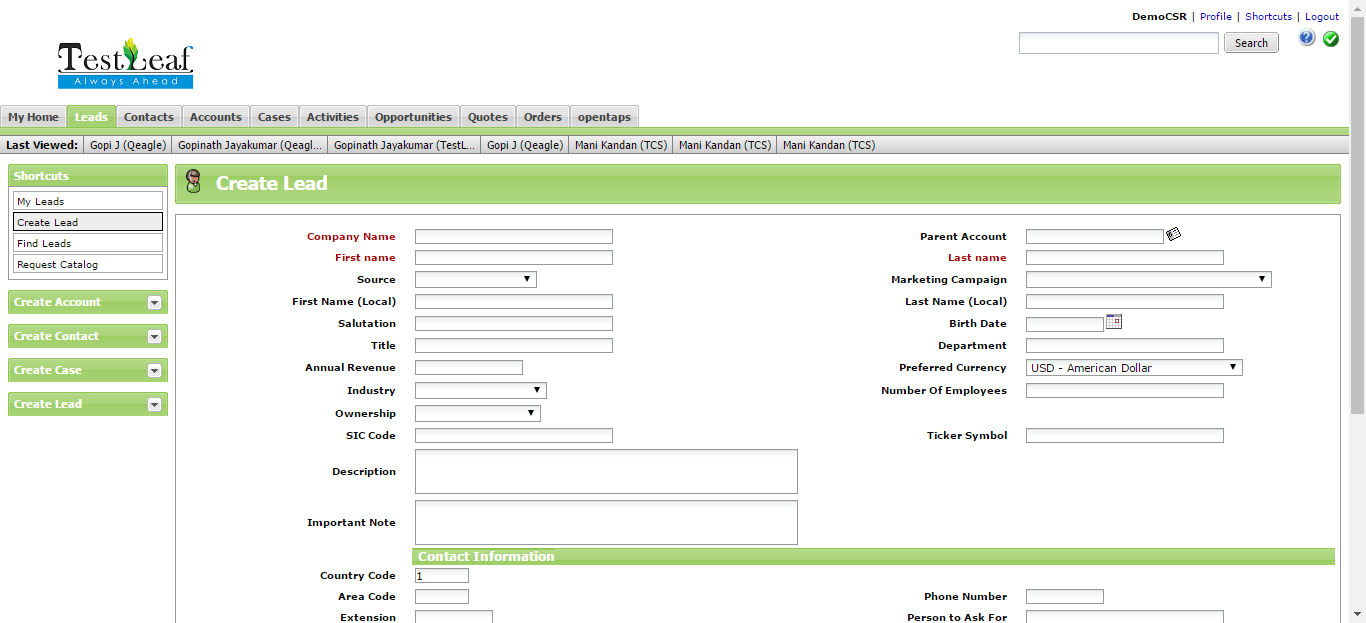 DemoCSR | Profile | Shortcuts | Logout
TestLeaf
Always Ahead
Search
My Home Leads Contacts Accounts Cases Activities Opportunities Quotes Orders opentaps
Last Viewed: Gopi J (Qeagle) Gopinath Jayakumar (Qeagl... Gopinath Jayakumar (TestL... Gopi J (Qeagle) Mani Kandan (TCS) Mani Kandan (TCS) Mani Kandan (TCS)
Shortcuts
My Leads
Create Lead
Find Leads
Request Catalog
Create Account
Create Contact
Create Case
Create Lead
Create Lead
Company Name Parent Account
First name Last name
Source Marketing Campaign
First Name (Local) Last Name (Local)
Salutation Birth Date
Title Department
Annual Revenue Preferred Currency USD - American Dollar
Industry Number Of Employees
Ownership
SIC Code Ticker Symbol
Description
Important Note
Contact Information
Country Code 1
Area Code Phone Number
Extension Person to Ask For